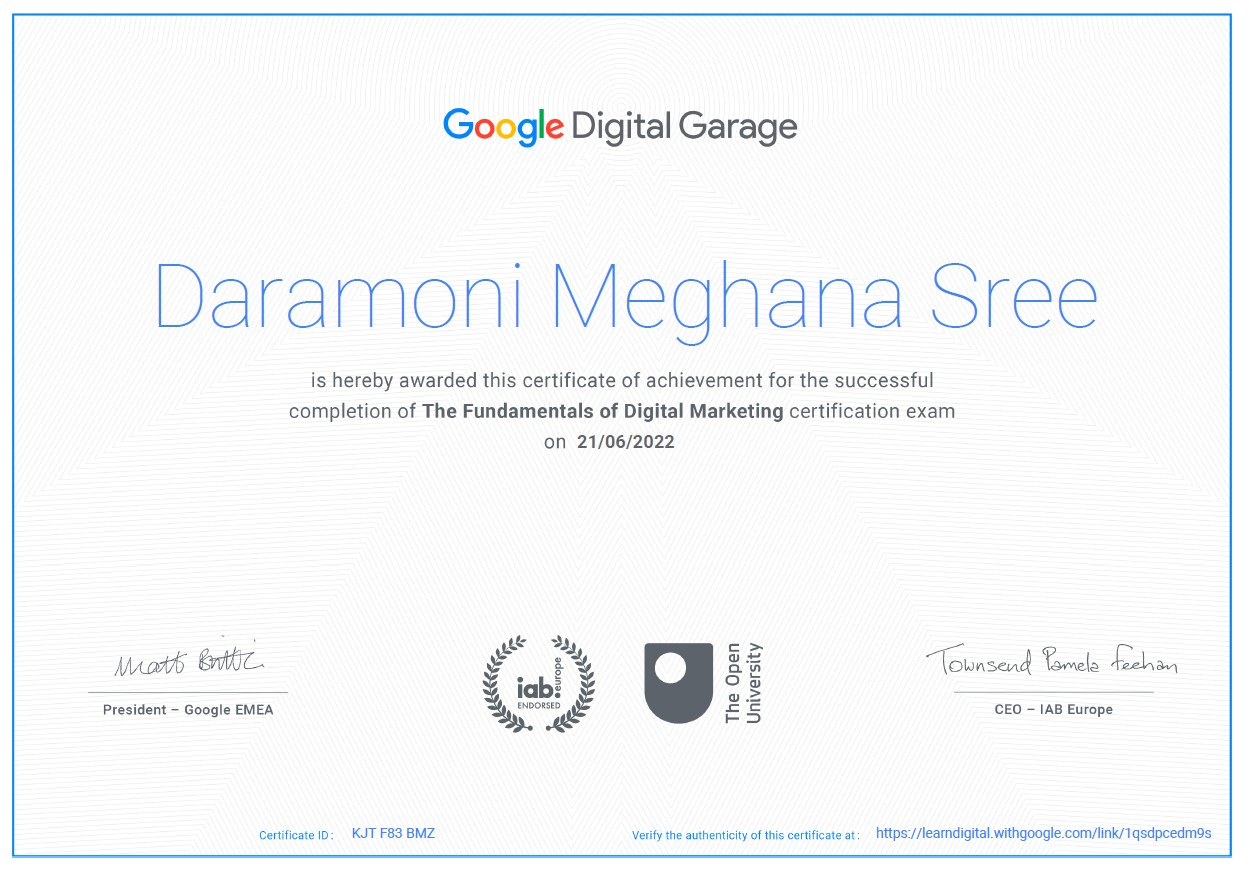 Google Digital Garage
Daramoni Meghana Sree
is hereby awarded this certificate of achievement for the successful
completion of The Fundamentals of Digital Marketing certification exam
on 21/06/2022
Matt Brittin
President – Google EMEA
iab europe
ENDORSED
The Open
University
Townsend Pamela Feehan
CEO – IAB Europe
Certificate ID: KJT F83 BMZ
Verify the authenticity of this certificate at: https://learndigital.withgoogle.com/link/1qsdpcedm9s